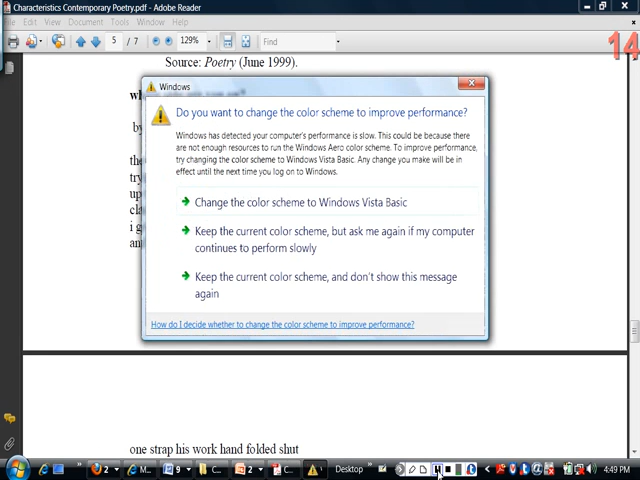 Characteristics Contemporary Poetry.pdf - Adobe Reader
File Edit View Document Tools Window Help
5 / 7 129% Find
14
Source: Poetry (June 1999).
Windows
Do you want to change the color scheme to improve performance?
by
Windows has detected your computer's performance is slow. This could be because there
are not enough resources to run the Windows Aero color scheme. To improve performance,
try changing the color scheme to Windows Vista Basic. Any change you make will be in
effect until the next time you log on to Windows.
Change the color scheme to Windows Vista Basic
Keep the current color scheme, but ask me again if my computer
continues to perform slowly
Keep the current color scheme, and don't show this message
again
How do I decide whether to change the color scheme to improve performance?
one strap his work hand folded shut
2 M... 9 C... 2 C... Desktop 4:49 PM